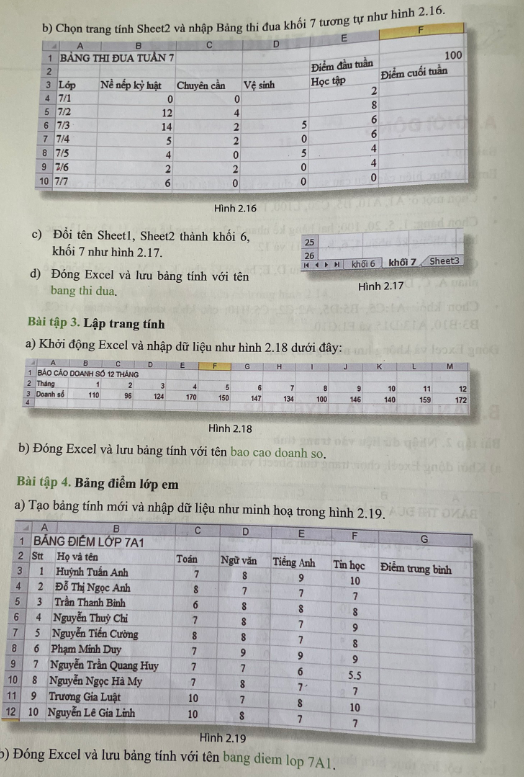 b) Chọn trang tính Sheet2 và nhập Bảng thi đua khối 7 tương tự như hình 2.16.
A B C D E F
1 BẢNG THI ĐUA TUẦN 7
2 Điểm đầu tuần 100
3 Lớp Nề nếp kỷ luật Chuyên cần Vệ sinh Học tập Điểm cuối tuần
4 7/1 0 0 2
5 7/2 12 4 8
6 7/3 14 2 5 6
7 7/4 5 2 0 6
8 7/5 4 0 5 4
9 7/6 2 2 0 4
10 7/7 6 0 0 0
Hình 2.16
c) Đổi tên Sheet1, Sheet2 thành khối 6,
khối 7 như hình 2.17.
25
26
khối 6 khối 7 Sheet3
Hình 2.17
d) Đóng Excel và lưu bảng tính với tên
bang thi dua.
Bài tập 3. Lập trang tính
a) Khởi động Excel và nhập dữ liệu như hình 2.18 dưới đây:
A B C D E F G H I J K L M
1 BÁO CÁO DOANH SỐ 12 THÁNG
2 Tháng 1 2 3 4 5 6 7 8 9 10 11 12
3 Doanh số 110 96 124 170 150 147 134 100 146 140 159 172
4
Hình 2.18
b) Đóng Excel và lưu bảng tính với tên bao cao doanh so.
Bài tập 4. Bảng điểm lớp em
a) Tạo bảng tính mới và nhập dữ liệu như minh hoạ trong hình 2.19.
A B C D E F G
1 BẢNG ĐIỂM LỚP 7A1
2 Stt Họ và tên Toán Ngữ văn Tiếng Anh Tin học Điểm trung bình
3 1 Huỳnh Tuấn Anh 7 8 9 10
4 2 Đỗ Thị Ngọc Anh 8 7 7 7
5 3 Trần Thanh Bình 6 8 8 8
6 4 Nguyễn Thuỳ Chi 7 8 7 9
7 5 Nguyễn Tiến Cường 8 8 7 8
8 6 Phạm Minh Duy 7 9 9 9
9 7 Nguyễn Trần Quang Huy 7 7 6 5.5
10 8 Nguyễn Ngọc Hà My 7 8 7 7
11 9 Trương Gia Luật 10 7 8 10
12 10 Nguyễn Lê Gia Linh 10 8 7 7
Hình 2.19
b) Đóng Excel và lưu bảng tính với tên bang diem lop 7A1.